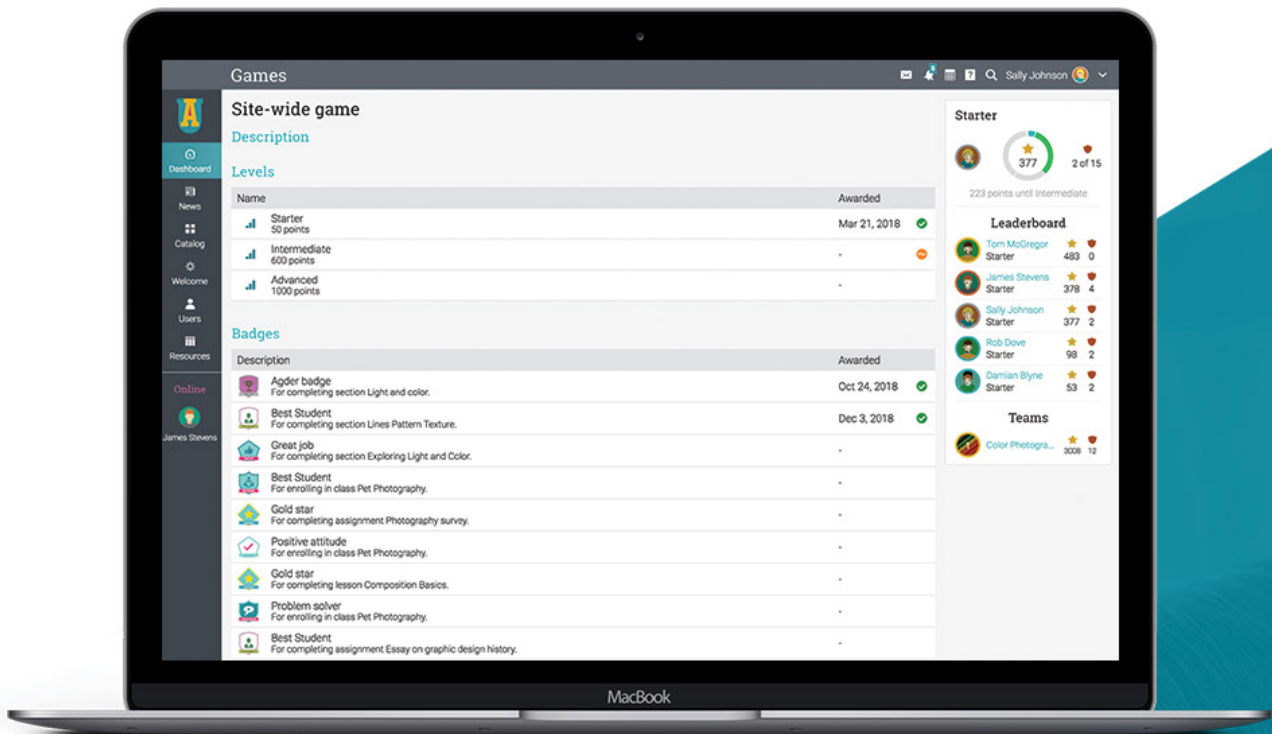 Games
5
?
Sally Johnson
A
Dashboard
News
Catalog
Welcome
Users
Resources
Online
James Stevens
Site-wide game
Description
Levels
Name Awarded
Starter
50 points
Mar 21, 2018
Intermediate
600 points
-
Advanced
1000 points
-
Badges
Description Awarded
Agder badge
For completing section Light and color.
Oct 24, 2018
Best Student
For completing section Lines Pattern Texture.
Dec 3, 2018
Great job
For completing section Exploring Light and Color.
-
Best Student
For enrolling in class Pet Photography.
-
Gold star
For completing assignment Photography survey.
-
Positive attitude
For enrolling in class Pet Photography.
-
Gold star
For completing lesson Composition Basics.
-
Problem solver
For enrolling in class Pet Photography.
-
Best Student
For completing assignment Essay on graphic design history.
-
Starter
377
2 of 15
223 points until Intermediate
Leaderboard
Tom McGregor
Starter 483 0
James Stevens
Starter 378 4
Sally Johnson
Starter 377 2
Rob Dove
Starter 98 2
Damian Blyne
Starter 53 2
Teams
Color Photogra...
3008 12
MacBook